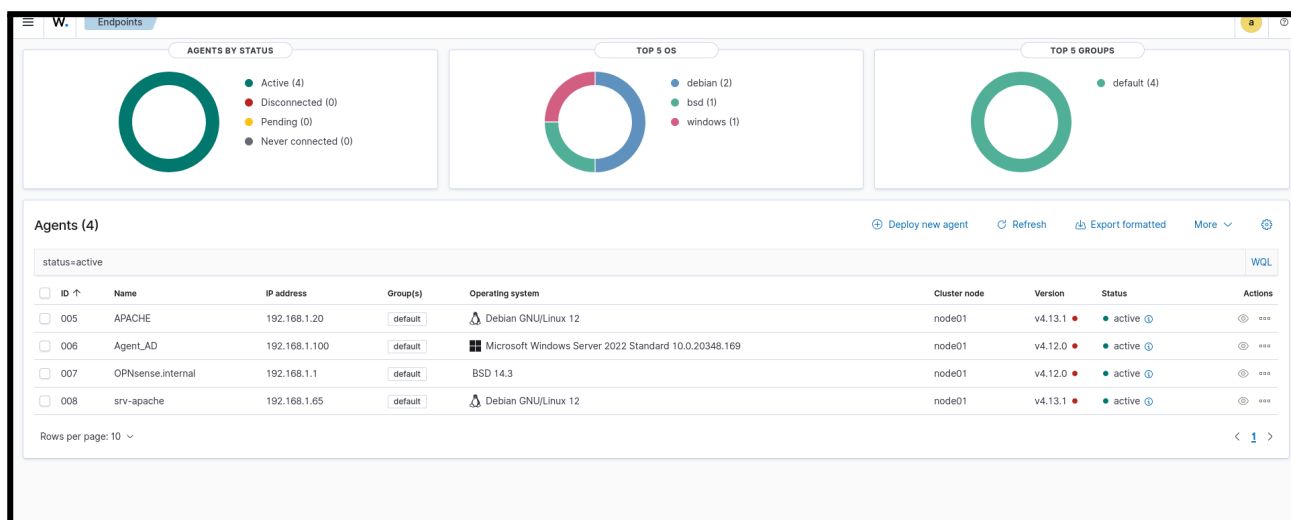 W. Endpoints a
AGENTS BY STATUS
Active (4)
Disconnected (0)
Pending (0)
Never connected (0)
TOP 5 OS
debian (2)
bsd (1)
windows (1)
TOP 5 GROUPS
default (4)
Agents (4) Deploy new agent Refresh Export formatted More
status=active WQL
ID Name IP address Group(s) Operating system Cluster node Version Status Actions
005 APACHE 192.168.1.20 default Debian GNU/Linux 12 node01 v4.13.1 active
006 Agent_AD 192.168.1.100 default Microsoft Windows Server 2022 Standard 10.0.20348.169 node01 v4.12.0 active
007 OPNsense.internal 192.168.1.1 default BSD 14.3 node01 v4.12.0 active
008 srv-apache 192.168.1.65 default Debian GNU/Linux 12 node01 v4.13.1 active
Rows per page: 10 1